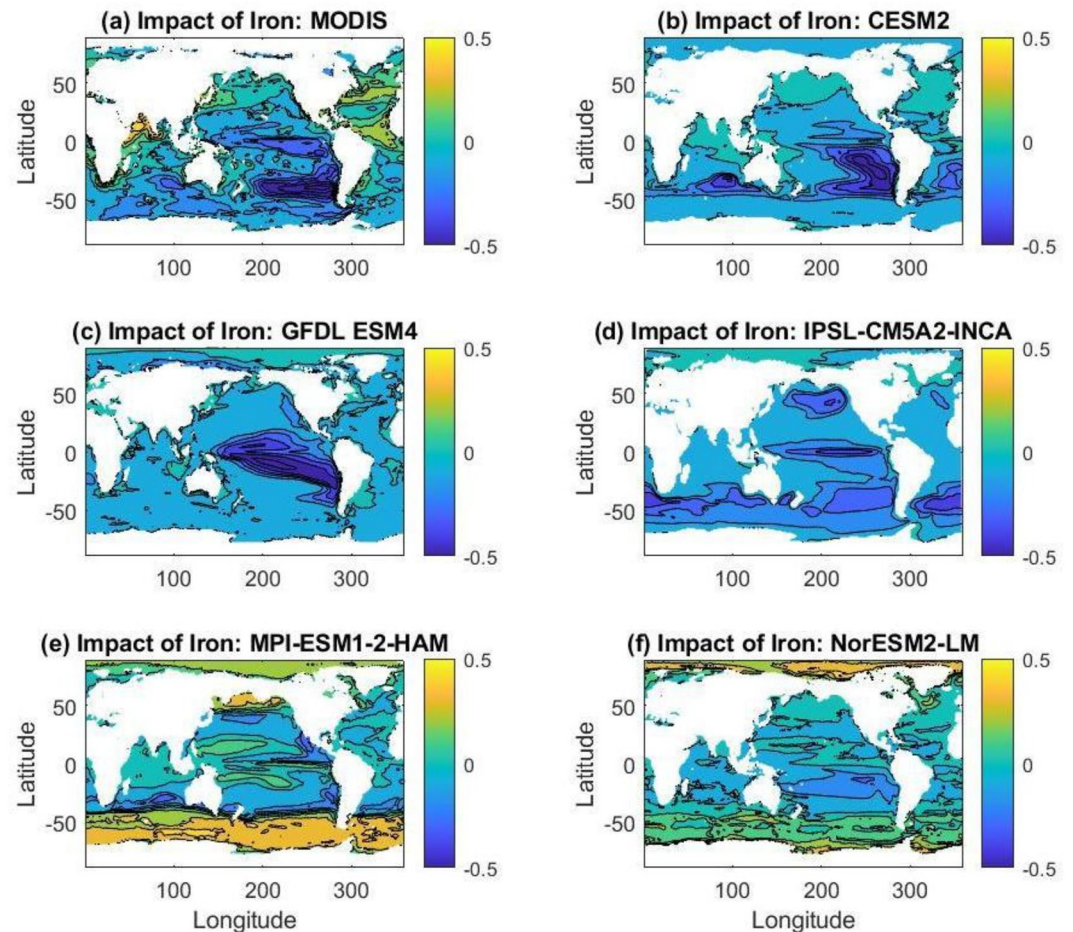 (a) Impact of Iron: MODIS
(b) Impact of Iron: CESM2
Latitude
50
0
-50
100 200 300
0.5
0
-0.5
Latitude
50
0
-50
100 200 300
0.5
0
-0.5
(c) Impact of Iron: GFDL ESM4
(d) Impact of Iron: IPSL-CM5A2-INCA
Latitude
50
0
-50
100 200 300
0.5
0
-0.5
Latitude
50
0
-50
100 200 300
0.5
0
-0.5
(e) Impact of Iron: MPI-ESM1-2-HAM
(f) Impact of Iron: NorESM2-LM
Latitude
50
0
-50
100 200 300
Longitude
0.5
0
-0.5
Latitude
50
0
-50
100 200 300
Longitude
0.5
0
-0.5